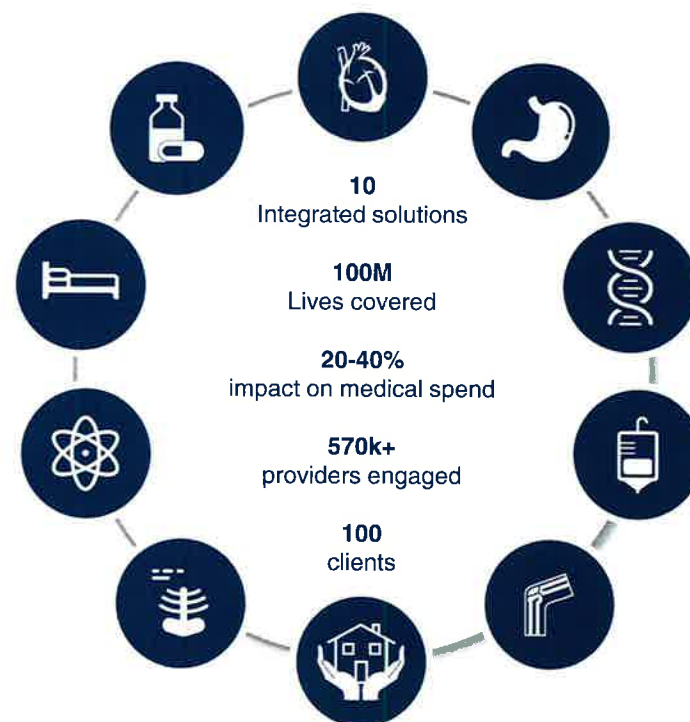 10
Integrated solutions
100M
Lives covered
20-40%
impact on medical spend
570k+
providers engaged
100
clients